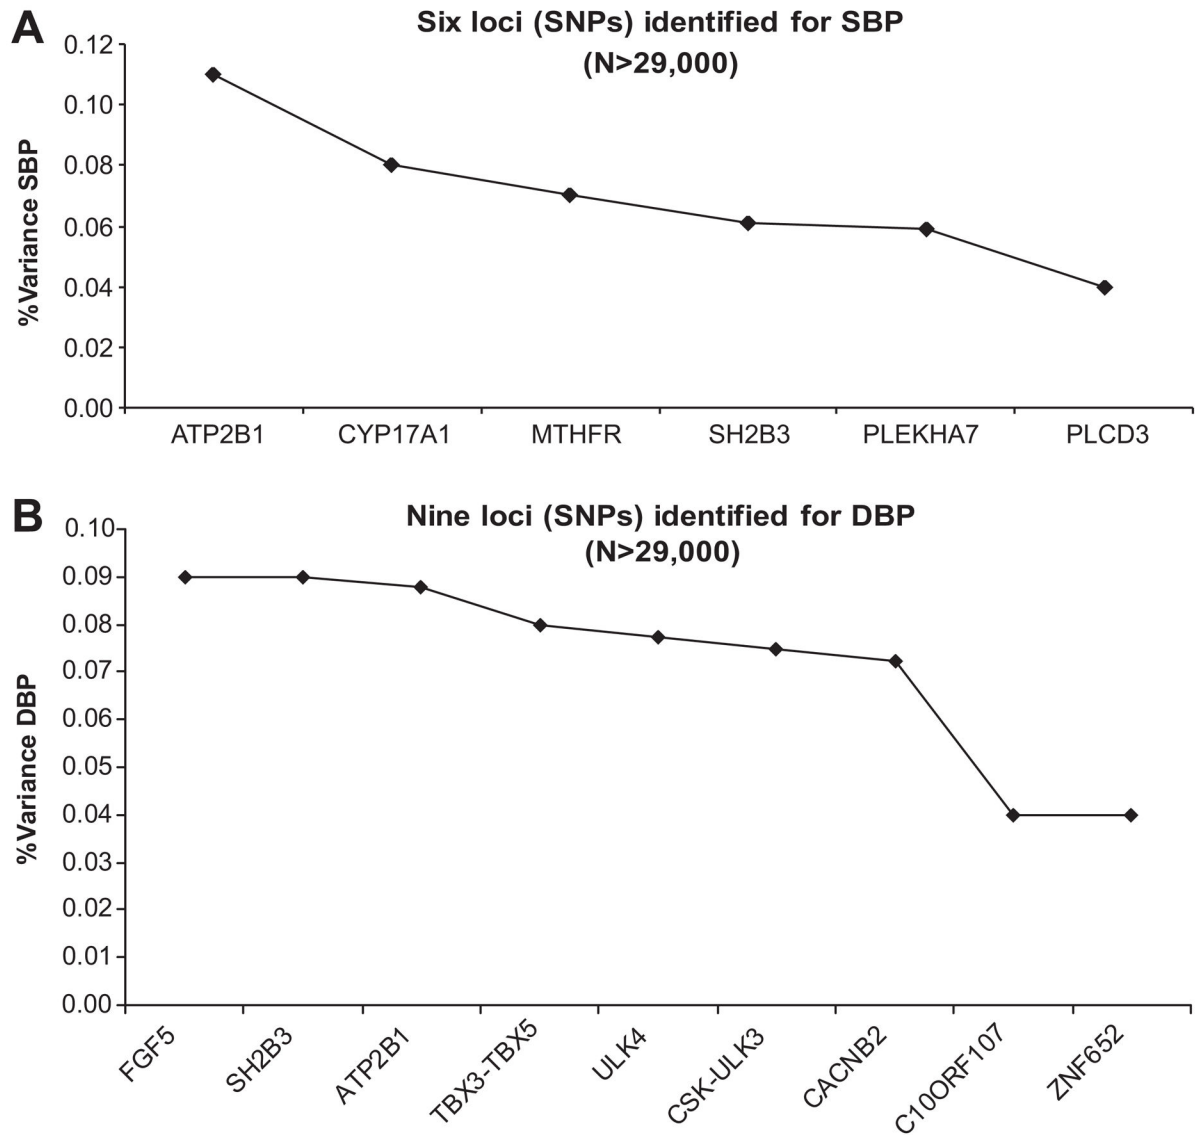 A
Six loci (SNPs) identified for SBP
(N>29,000)
%Variance SBP
0.12
0.10
0.08
0.06
0.04
0.02
0.00
ATP2B1 CYP17A1 MTHFR SH2B3 PLEKHA7 PLCD3
B
Nine loci (SNPs) identified for DBP
(N>29,000)
%Variance DBP
0.10
0.09
0.08
0.07
0.06
0.05
0.04
0.03
0.02
0.01
0.00
FGF5 SH2B3 ATP2B1 TBX3-TBX5 ULK4 CSK-ULK3 CACNB2 C10ORF107 ZNF652